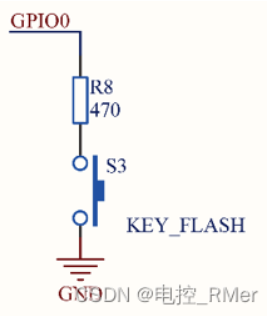 GPIO0
R8
470
S3
KEY_FLASH
GND
CSDN @电控_RMer